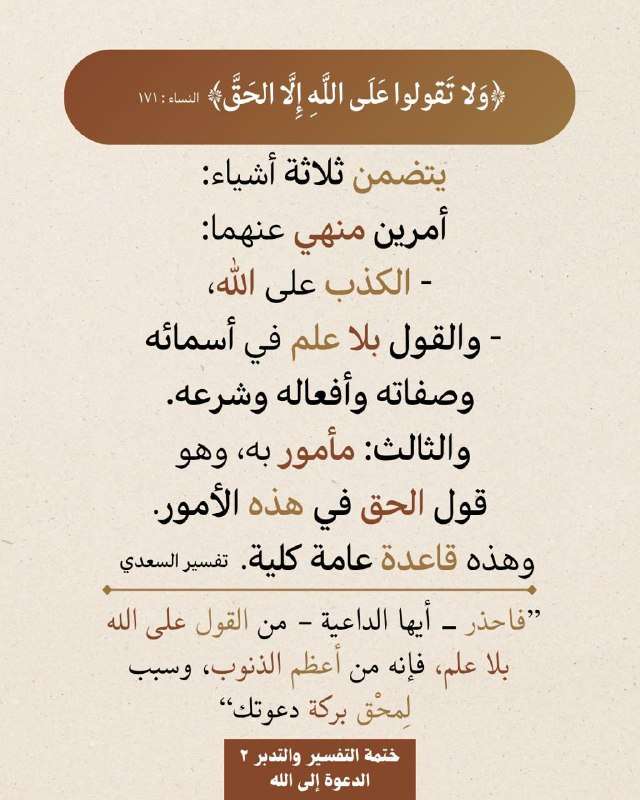 ﴿وَلا تَقولوا عَلَى اللَّهِ إِلَّا الحَقَّ﴾ النساء : ١٧١
يتضمن ثلاثة أشياء:
أمرين منهي عنهما:
- الكذب على الله،
- والقول بلا علم في أسمائه
وصفاته وأفعاله وشرعه.
والثالث: مأمور به، وهو
قول الحق في هذه الأمور.
وهذه قاعدة عامة كلية. تفسير السعدي
”فاحذر – أيها الداعية – من القول على الله
بلا علم، فإنه من أعظم الذنوب، وسبب
لِمحْق بركة دعوتك“
ختمة التفسير والتدبر ٢
الدعوة إلى الله